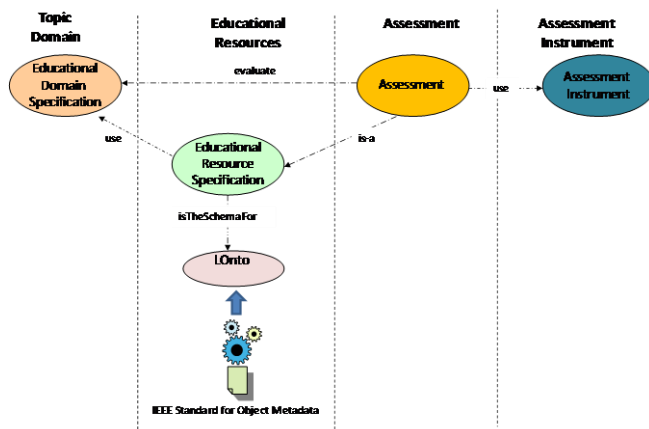 Topic
Domain
Educational
Resources
Assessment
Assessment
Instrument
Educational
Domain
Specification
evaluate
Assessment
use
Assessment
Instrument
use
Educational
Resource
Specification
is-a
isTheSchemaFor
LOnto
IEEE Standard for Object Metadata